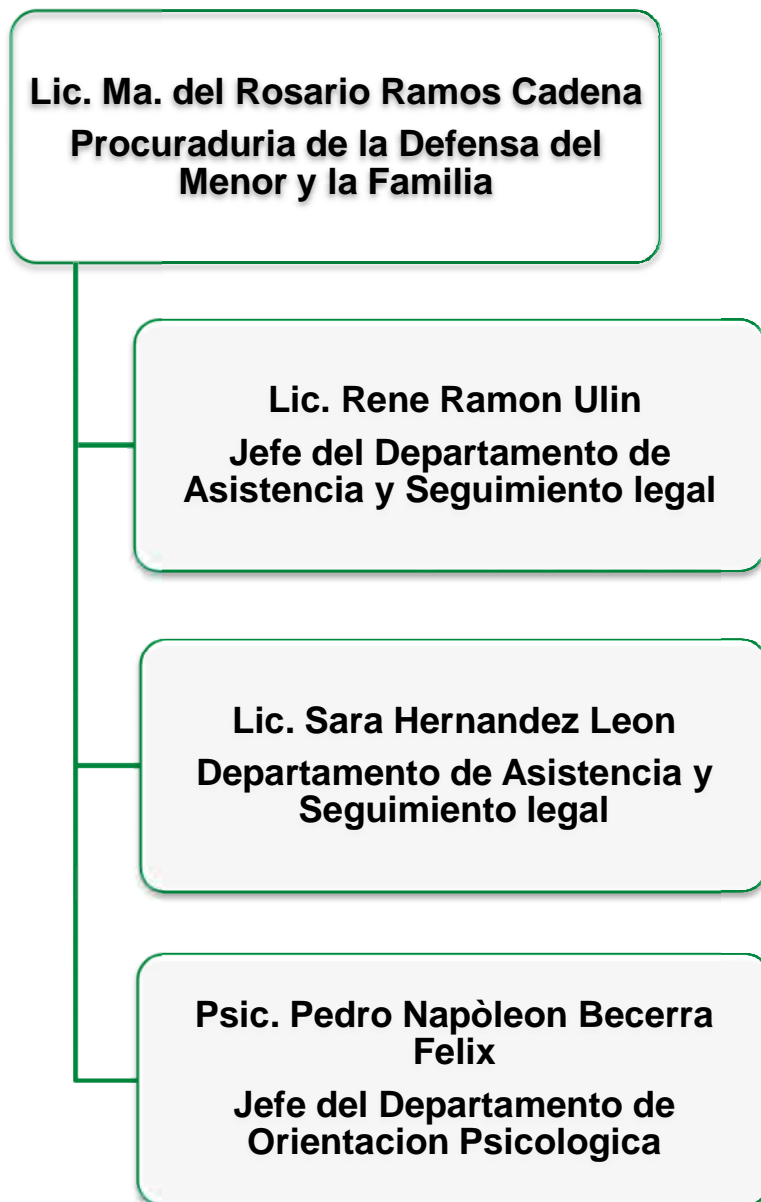 Lic. Ma. del Rosario Ramos Cadena
Procuraduria de la Defensa del
Menor y la Familia
Lic. Rene Ramon Ulin
Jefe del Departamento de
Asistencia y Seguimiento legal
Lic. Sara Hernandez Leon
Departamento de Asistencia y
Seguimiento legal
Psic. Pedro Napòleon Becerra
Felix
Jefe del Departamento de
Orientacion Psicologica